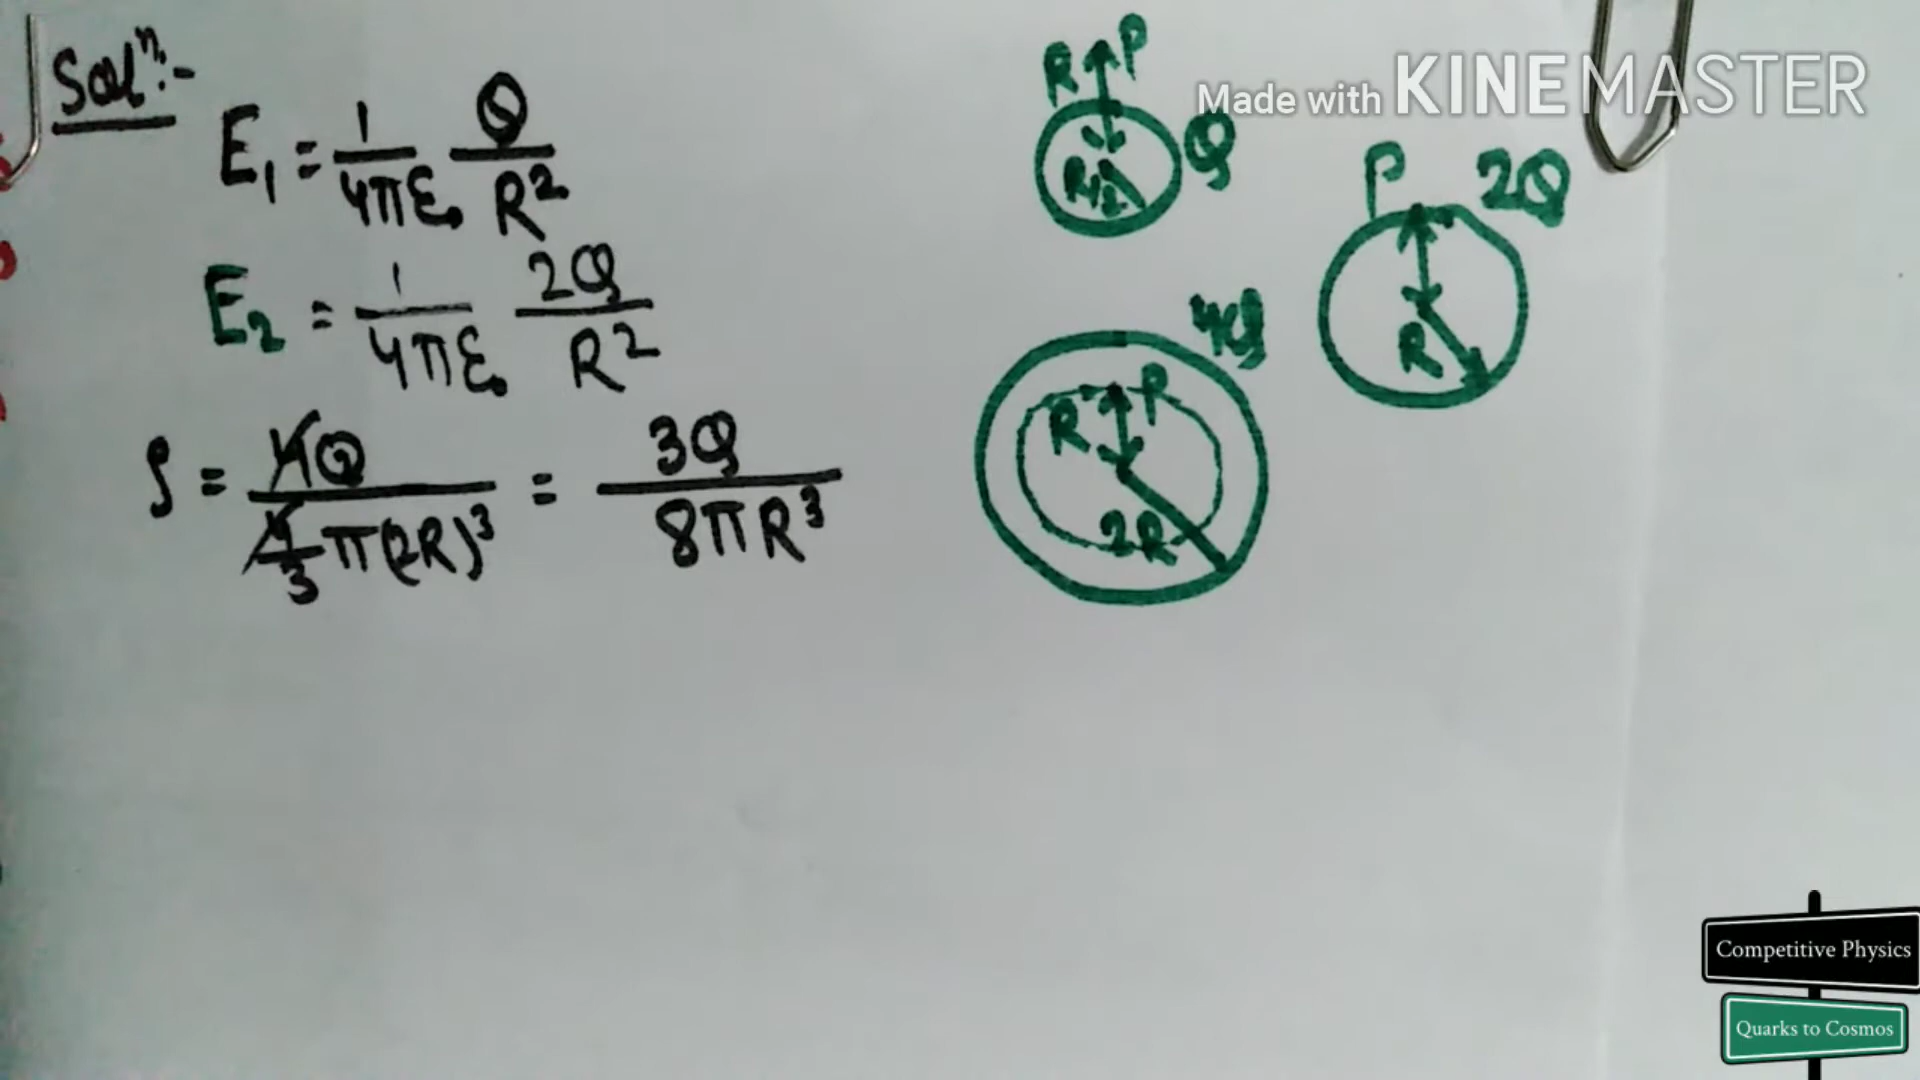 Solⁿ:-
E₁ = 1/4πε₀ Q/R²
E₂ = 1/4πε₀ 2Q/R²
ρ = 4Q / (4/3 π(2R)³) = 3Q / 8πR³
R P
R/2 Q
P 2Q
R
4Q
R P
2R
Made with KINEMASTER
Competitive Physics
Quarks to Cosmos